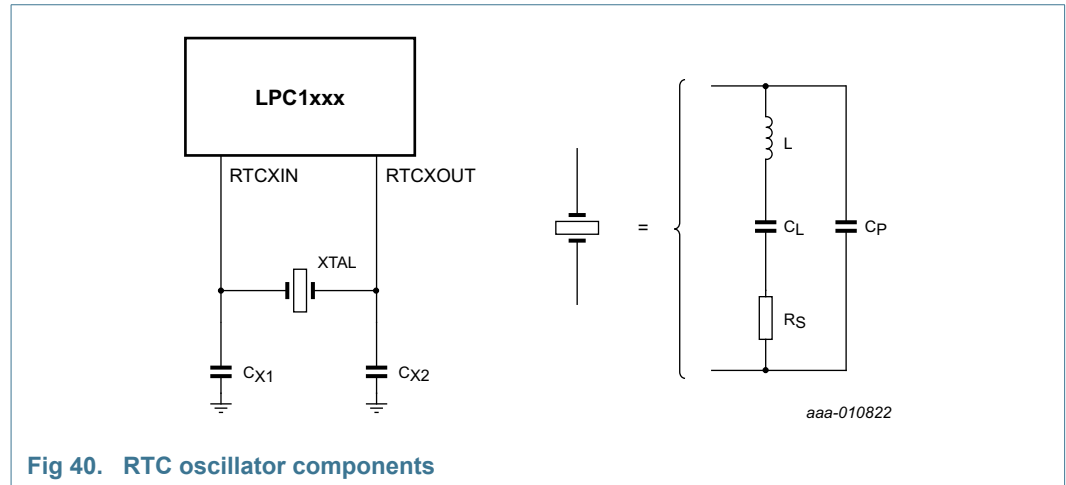 LPC1xxx
RTCXIN
RTCXOUT
XTAL
CX1
CX2
=
L
CL
CP
RS
aaa-010822
Fig 40. RTC oscillator components